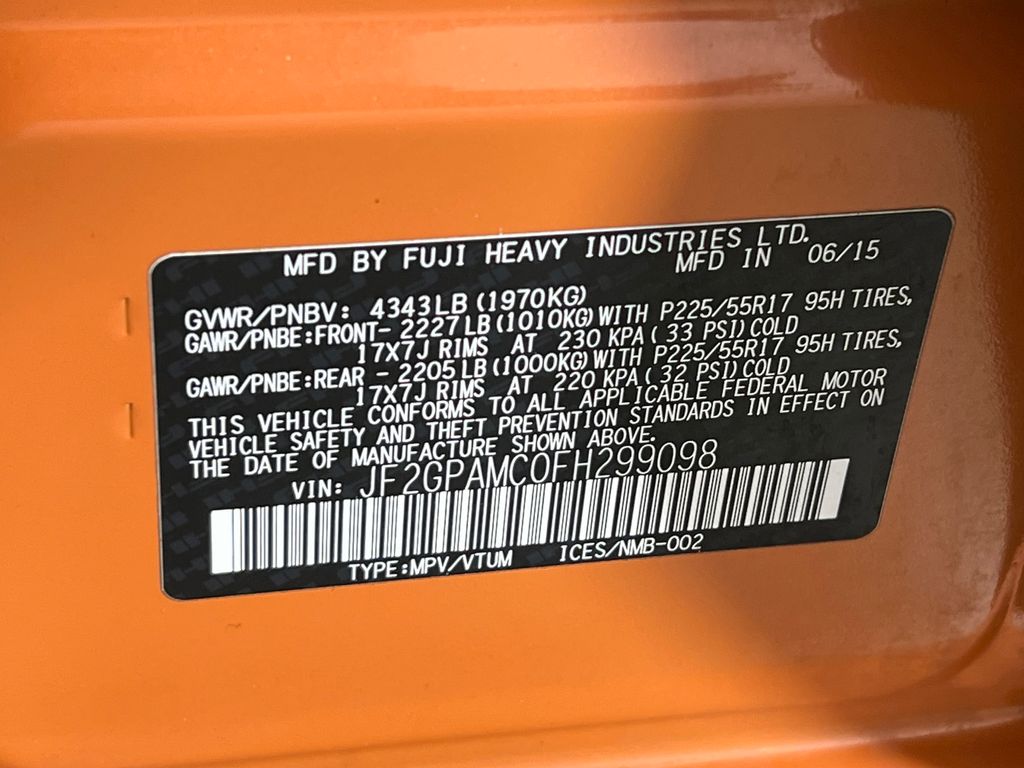 MFD BY FUJI HEAVY INDUSTRIES LTD.
MFD IN 06/15
GVWR/PNBV: 4343LB(1970KG)
GAWR/PNBE:FRONT- 2227LB(1010KG)WITH P225/55R17 95H TIRES,
17X7J RIMS AT 230 KPA( 33 PSI)COLD
GAWR/PNBE:REAR - 2205LB(1000KG)WITH P225/55R17 95H TIRES,
17X7J RIMS AT 220 KPA( 32 PSI)COLD
THIS VEHICLE CONFORMS TO ALL APPLICABLE FEDERAL MOTOR
VEHICLE SAFETY AND THEFT PREVENTION STANDARDS IN EFFECT ON
THE DATE OF MANUFACTURE SHOWN ABOVE.
VIN: JF2GPAMC0FH299098
TYPE:MPV/VTUM ICES/NMB-002